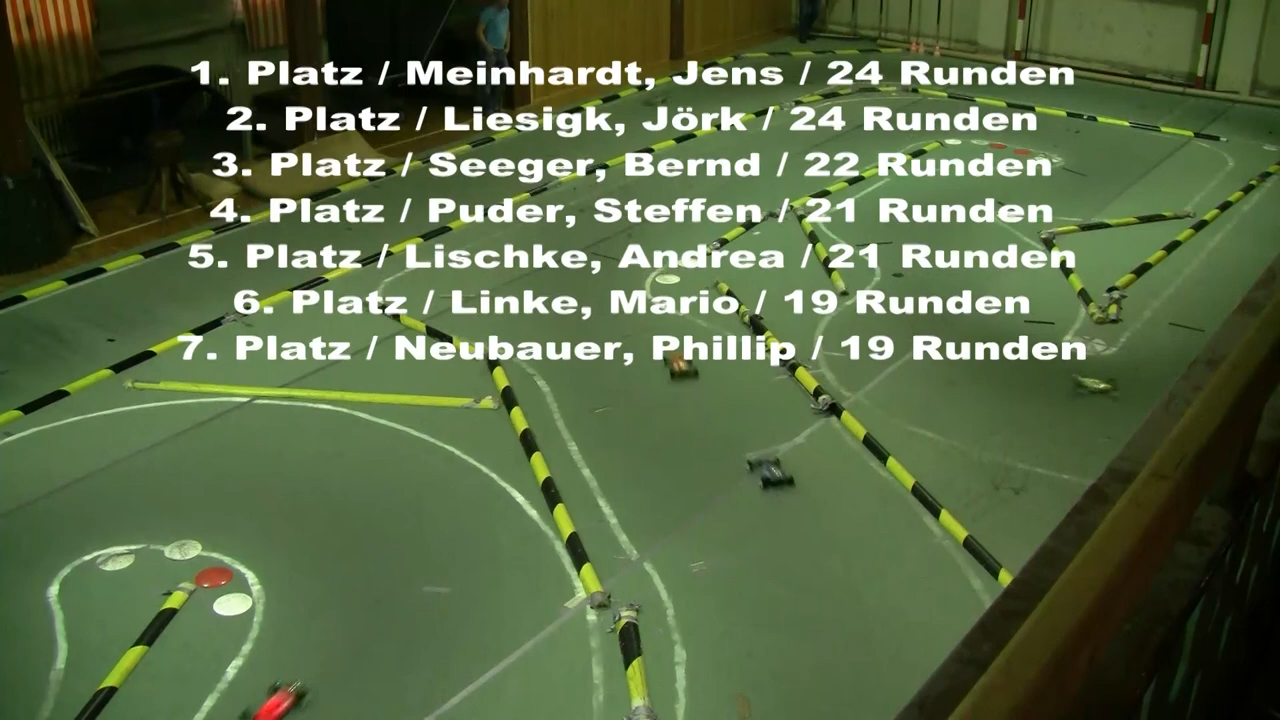 1. Platz / Meinhardt, Jens / 24 Runden
2. Platz / Liesigk, Jörk / 24 Runden
3. Platz / Seeger, Bernd / 22 Runden
4. Platz / Puder, Steffen / 21 Runden
5. Platz / Lischke, Andrea / 21 Runden
6. Platz / Linke, Mario / 19 Runden
7. Platz / Neubauer, Phillip / 19 Runden